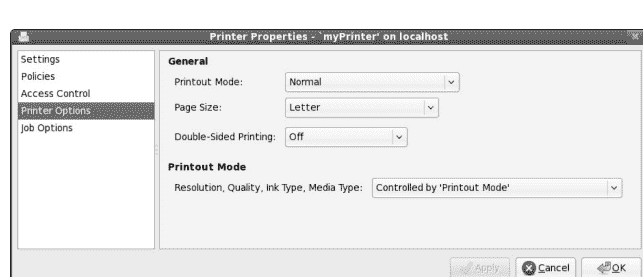 Printer Properties - `myPrinter' on localhost
Settings
Policies
Access Control
Printer Options
Job Options
General
Printout Mode: Normal
Page Size: Letter
Double-Sided Printing: Off
Printout Mode
Resolution, Quality, Ink Type, Media Type: Controlled by 'Printout Mode'
Apply Cancel OK